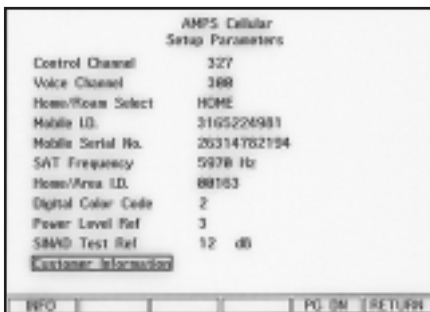 AMPS Cellular
Setup Parameters
Control Channel 327
Voice Channel 300
Home/Roam Select HOME
Mobile I.D. 3165224981
Mobile Serial No. 26314782194
SAT Frequency 5970 Hz
Home/Area I.D. 00163
Digital Color Code 2
Power Level Ref 3
SINAD Test Ref 12 dB
Customer Information
INFO PG DN RETURN